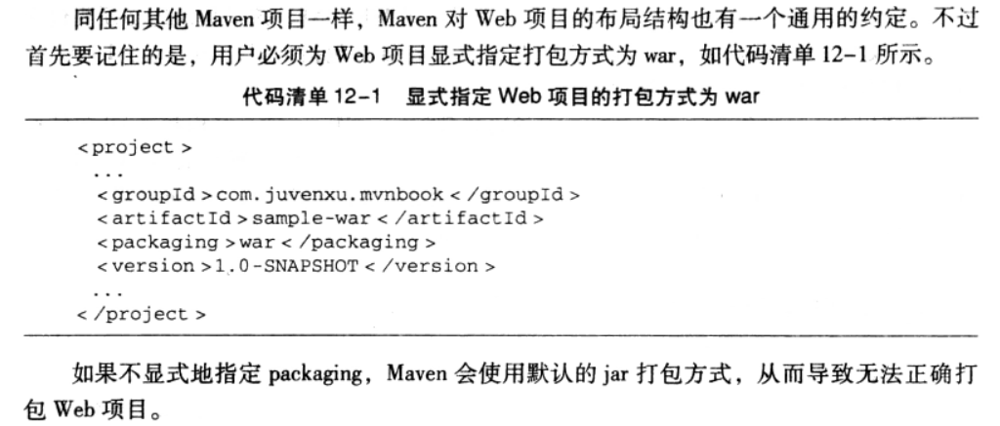 同任何其他 Maven 项目一样，Maven 对 Web 项目的布局结构也有一个通用的约定。不过
首先要记住的是，用户必须为 Web 项目显式指定打包方式为 war，如代码清单 12-1 所示。
代码清单 12-1　显式指定 Web 项目的打包方式为 war
<project>
...
<groupId>com.juvenxu.mvnbook</groupId>
<artifactId>sample-war</artifactId>
<packaging>war</packaging>
<version>1.0-SNAPSHOT</version>
...
</project>
如果不显式地指定 packaging，Maven 会使用默认的 jar 打包方式，从而导致无法正确打
包 Web 项目。